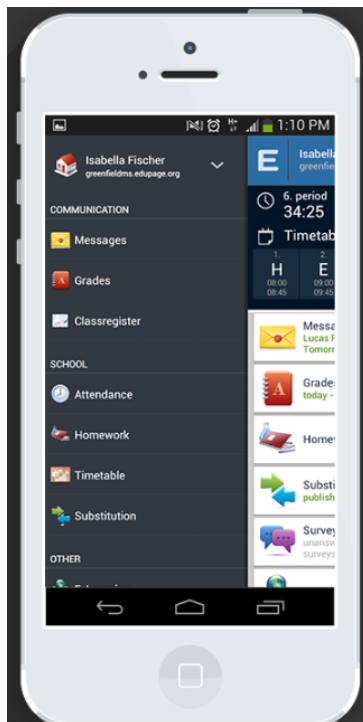 H+
1:10 PM
Isabella Fischer
greenfieldms.edupage.org
COMMUNICATION
Messages
Grades
Classregister
SCHOOL
Attendance
Homework
Timetable
Substitution
OTHER
E
Isabella
greenfie
6. period
34:25
Timetab
1.
2.
H
E
08:00
09:00
08:45
09:45
Messa
Lucas F
Tomorr
A
Grade
today -
Homew
Substi
publish
Survey
unansw
surveys